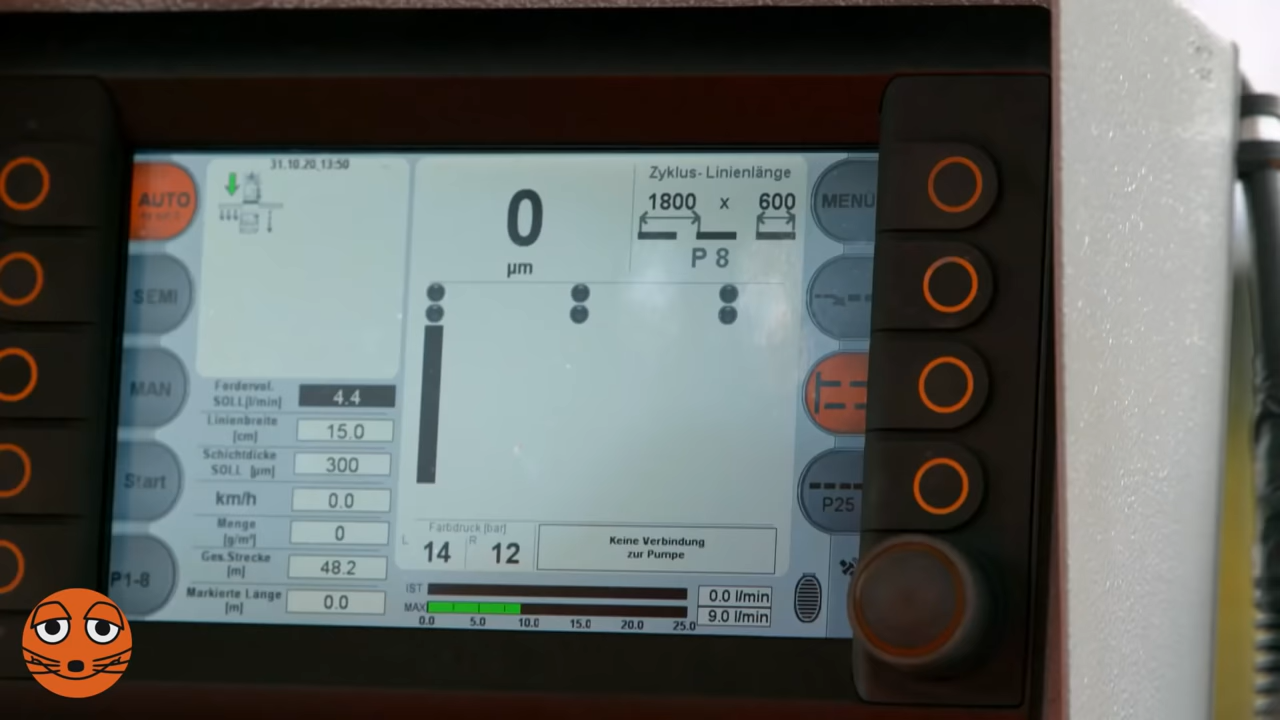 31.10.20 13:50
AUTO
SEMI
MAN
Start
P1-8
0
µm
Zyklus- Linienlänge
1800 x 600
P 8
MENU
P25
Fördervol.
SOLL[l/min] 4.4
Linienbreite
[cm] 15.0
Schichtdicke
SOLL [µm] 300
km/h 0.0
Menge
[g/m²] 0
Ges.Strecke
[m] 48.2
Markierte Länge
[m] 0.0
Farbdruck [bar]
L 14 R 12
Keine Verbindung
zur Pumpe
IST 0.0 l/min
MAX 9.0 l/min
0.0 5.0 10.0 15.0 20.0 25.0